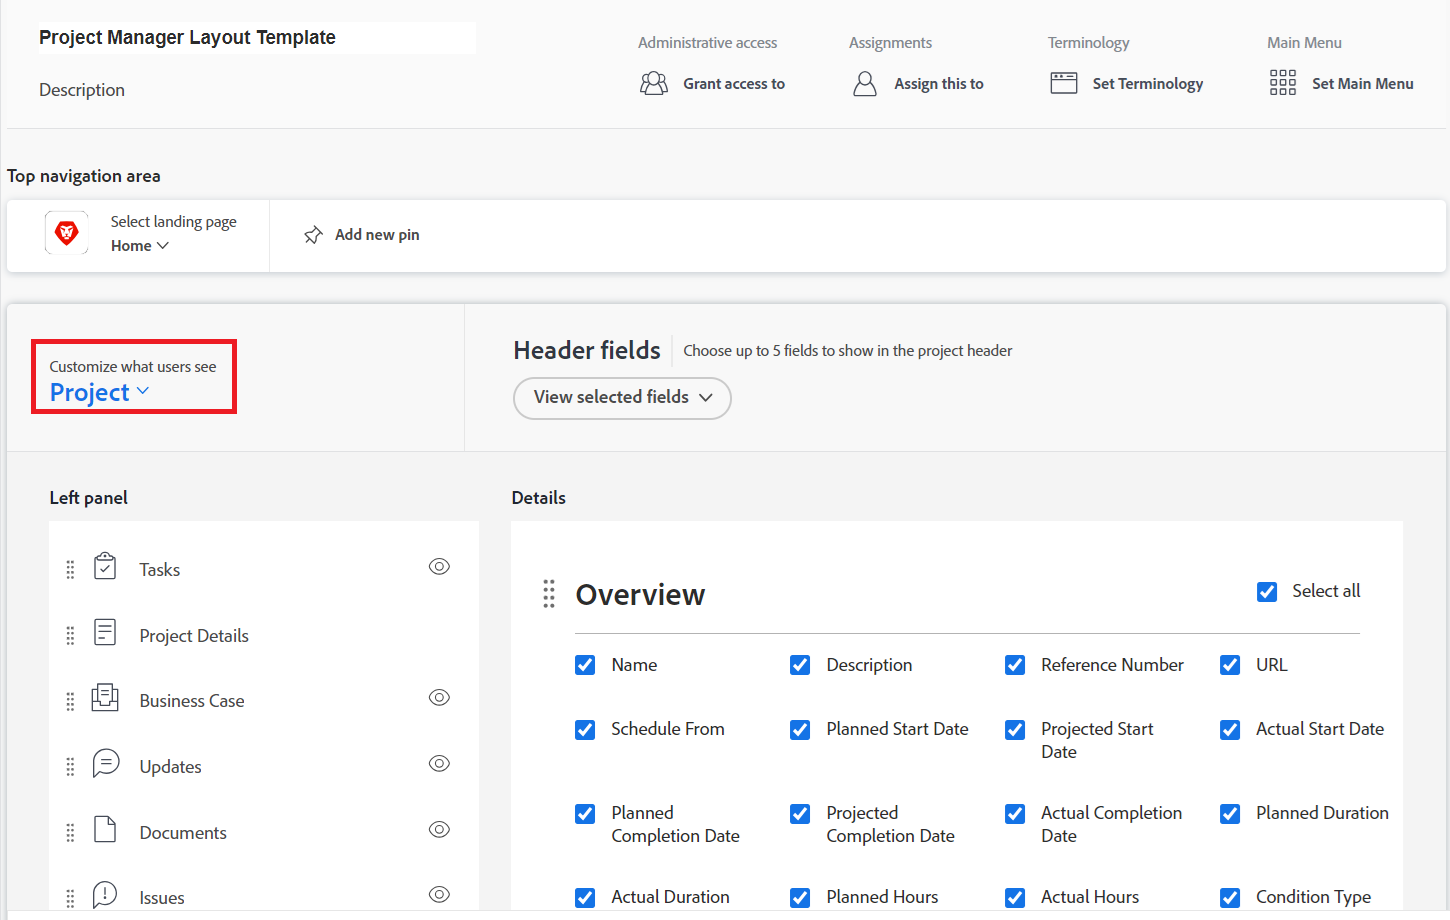 Project Manager Layout Template
Description
Administrative access
Grant access to
Assignments
Assign this to
Terminology
Set Terminology
Main Menu
Set Main Menu
Top navigation area
Select landing page
Home
Add new pin
Customize what users see
Project
Header fields
Choose up to 5 fields to show in the project header
View selected fields
Left panel
Tasks
Project Details
Business Case
Updates
Documents
Issues
Details
Overview
Select all
Name
Description
Reference Number
URL
Schedule From
Planned Start Date
Projected Start
Date
Actual Start Date
Planned
Completion Date
Projected
Completion Date
Actual Completion
Date
Planned Duration
Actual Duration
Planned Hours
Actual Hours
Condition Type